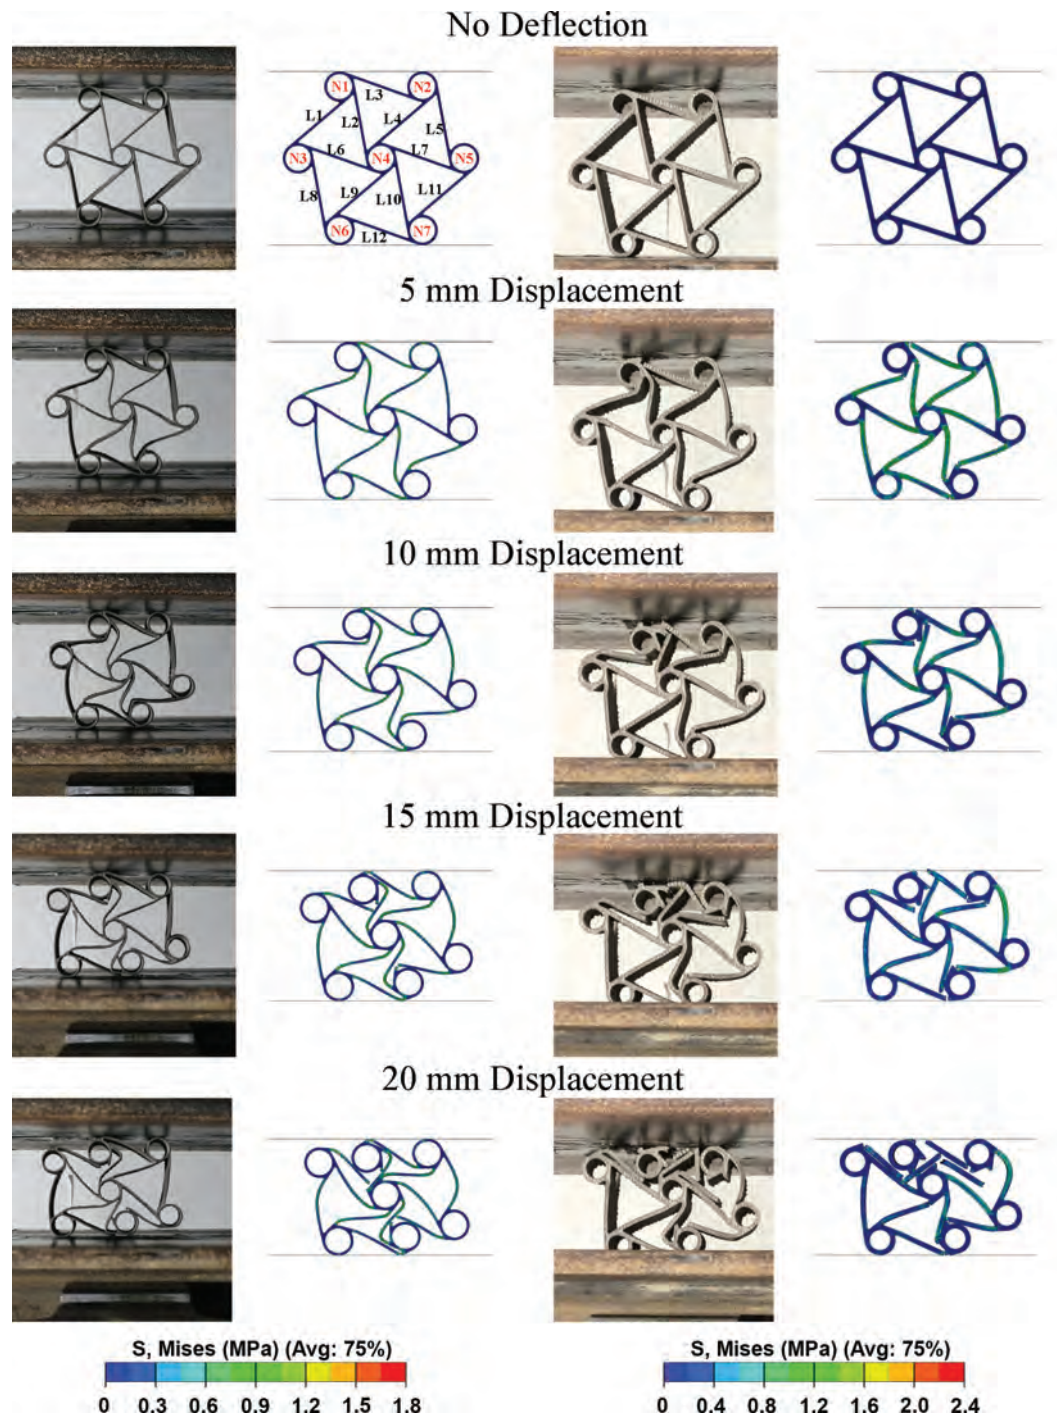 No Deflection
N1 N2
L3
L1 L2 L4 L5
L6 L7
N3 N4 N5
L8 L9 L10 L11
N6 N7
L12
5 mm Displacement
10 mm Displacement
15 mm Displacement
20 mm Displacement
S, Mises (MPa) (Avg: 75%)
0 0.3 0.6 0.9 1.2 1.5 1.8
S, Mises (MPa) (Avg: 75%)
0 0.4 0.8 1.2 1.6 2.0 2.4